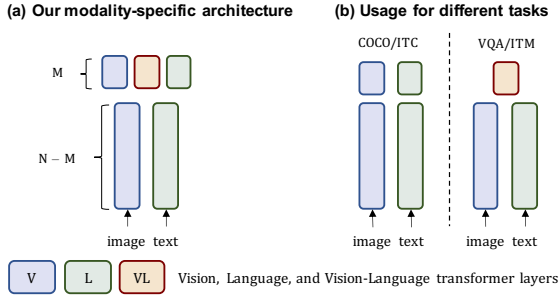 (a) Our modality-specific architecture
(b) Usage for different tasks
COCO/ITC
VQA/ITM
M
N − M
image text
image text
image text
V
L
VL
Vision, Language, and Vision-Language transformer layers